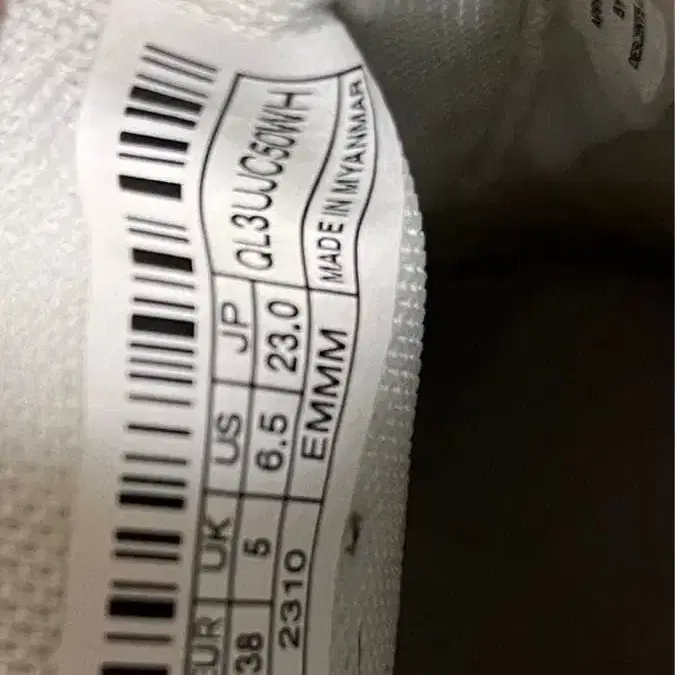 EUR UK US JP QL3UJC50WH
38 5 6.5 23.0
2310 EMMM MADE IN MYANMAR